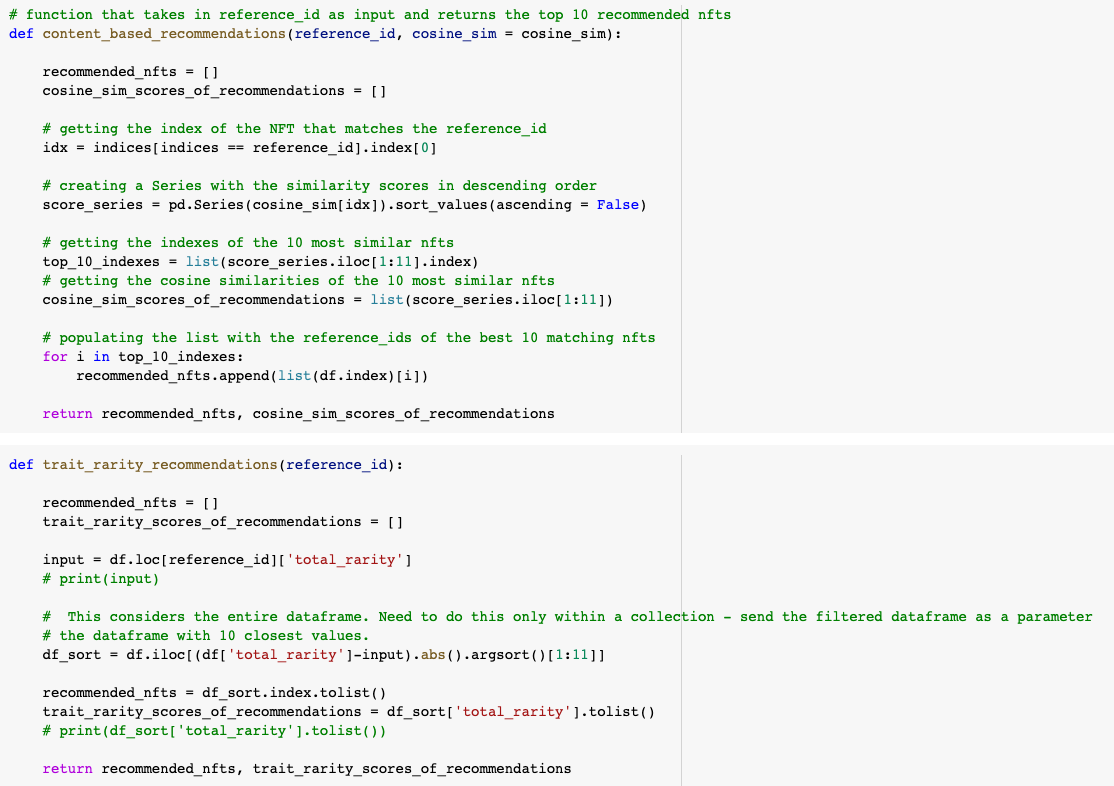 # function that takes in reference_id as input and returns the top 10 recommended nfts
def content_based_recommendations(reference_id, cosine_sim = cosine_sim):
    recommended_nfts = []
    cosine_sim_scores_of_recommendations = []
    # getting the index of the NFT that matches the reference_id
    idx = indices[indices == reference_id].index[0]
    # creating a Series with the similarity scores in descending order
    score_series = pd.Series(cosine_sim[idx]).sort_values(ascending = False)
    # getting the indexes of the 10 most similar nfts
    top_10_indexes = list(score_series.iloc[1:11].index)
    # getting the cosine similarities of the 10 most similar nfts
    cosine_sim_scores_of_recommendations = list(score_series.iloc[1:11])
    # populating the list with the reference_ids of the best 10 matching nfts
    for i in top_10_indexes:
        recommended_nfts.append(list(df.index)[i])
    return recommended_nfts, cosine_sim_scores_of_recommendations
def trait_rarity_recommendations(reference_id):
    recommended_nfts = []
    trait_rarity_scores_of_recommendations = []
    input = df.loc[reference_id]['total_rarity']
    # print(input)
    #  This considers the entire dataframe. Need to do this only within a collection - send the filtered dataframe as a parameter
    # the dataframe with 10 closest values.
    df_sort = df.iloc[(df['total_rarity']-input).abs().argsort()[1:11]]
    recommended_nfts = df_sort.index.tolist()
    trait_rarity_scores_of_recommendations = df_sort['total_rarity'].tolist()
    # print(df_sort['total_rarity'].tolist())
    return recommended_nfts, trait_rarity_scores_of_recommendations